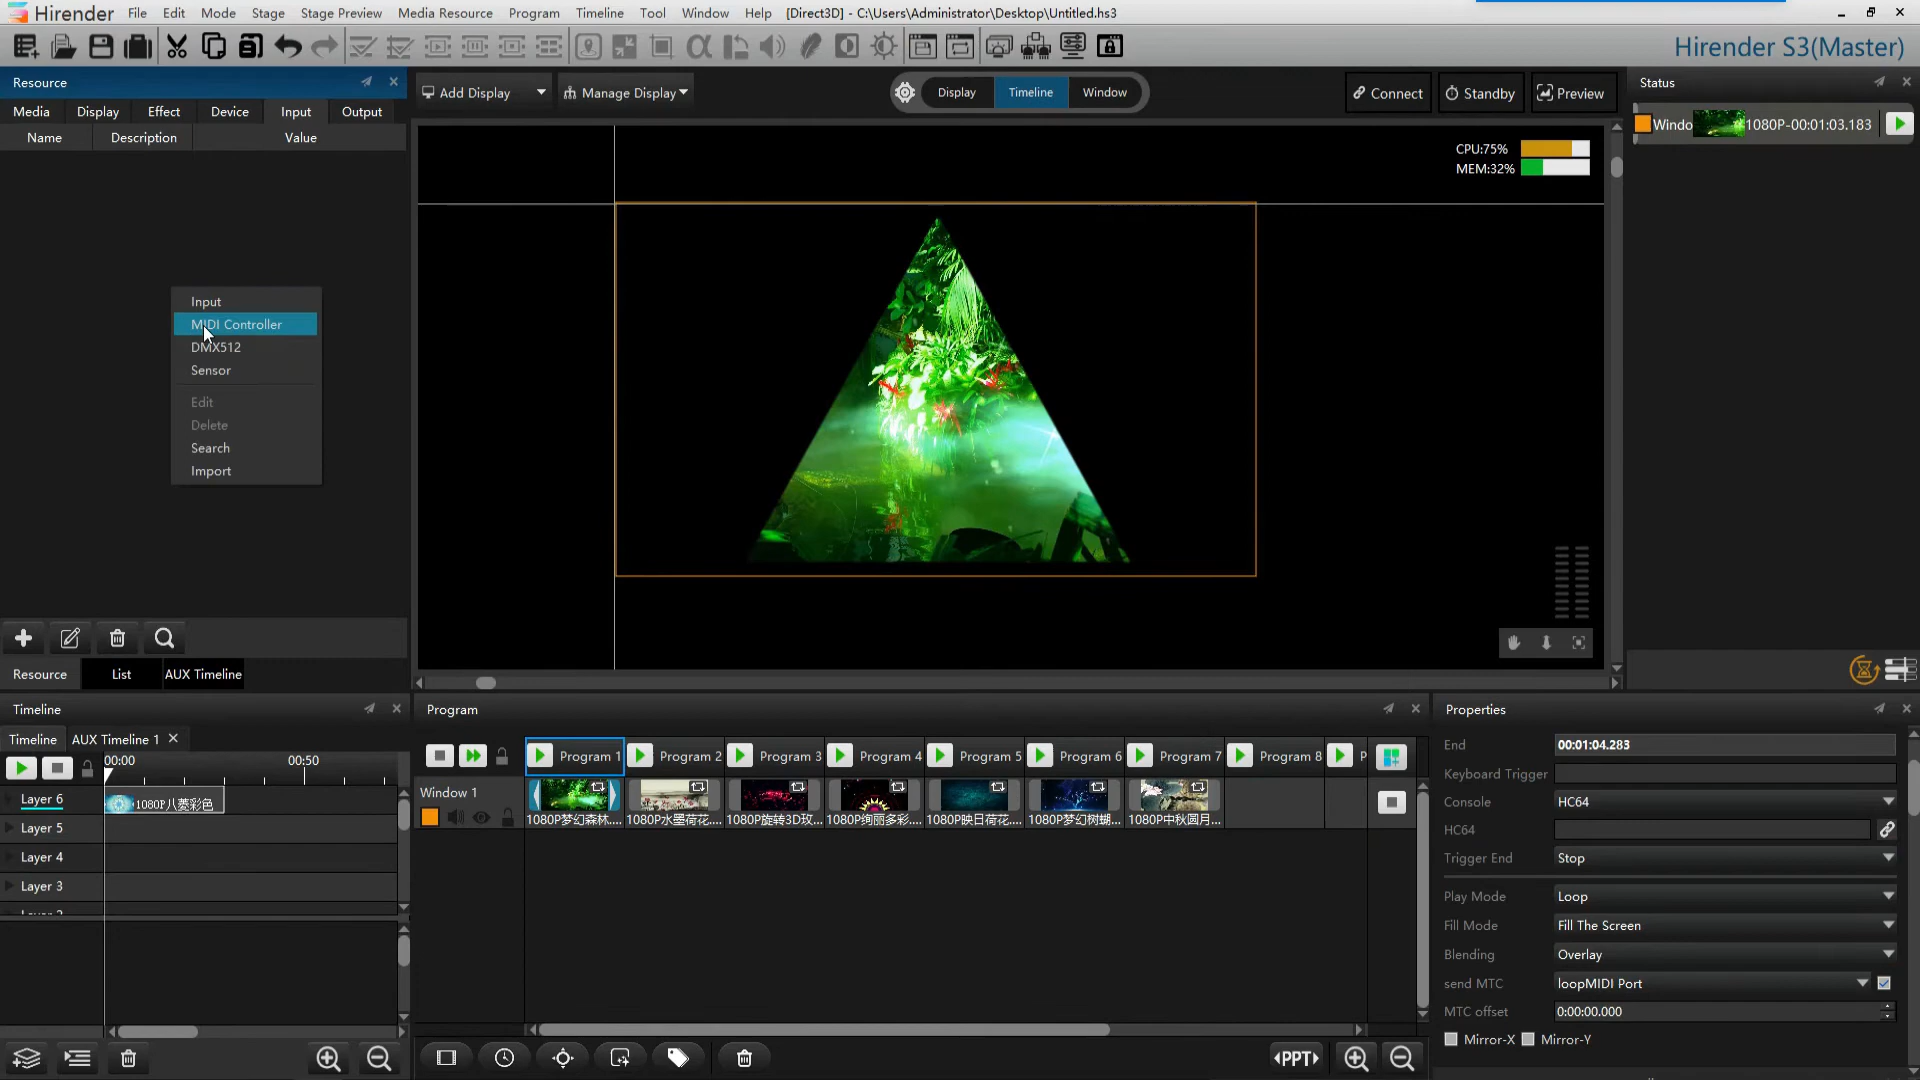 Hirender File Edit Mode Stage Stage Preview Media Resource Program Timeline Tool Window Help [Direct3D] - C:\Users\Administrator\Desktop\Untitled.hs3
Hirender S3(Master)
Resource
Add Display Manage Display Display Timeline Window Connect Standby Preview
Status
Media Display Effect Device Input Output
Name Description Value
Windo 1080P-00:01:03.183
CPU:75%
MEM:32%
Input
MIDI Controller
DMX512
Sensor
Edit
Delete
Search
Import
Resource List AUX Timeline
Timeline
Program
Properties
Timeline AUX Timeline 1
00:00 00:50
Program 1 Program 2 Program 3 Program 4 Program 5 Program 6 Program 7 Program 8 P
Window 1
1080P梦幻森林... 1080P水墨荷花... 1080P旋转3D玫... 1080P绚丽多彩... 1080P映日荷花... 1080P梦幻树蝴... 1080P中秋圆月...
Layer 6 1080P八菱彩色
Layer 5
Layer 4
Layer 3
End 00:01:04.283
Keyboard Trigger
Console HC64
HC64
Trigger End Stop
Play Mode Loop
Fill Mode Fill The Screen
Blending Overlay
send MTC loopMIDI Port
MTC offset 0:00:00.000
Mirror-X Mirror-Y
PPT